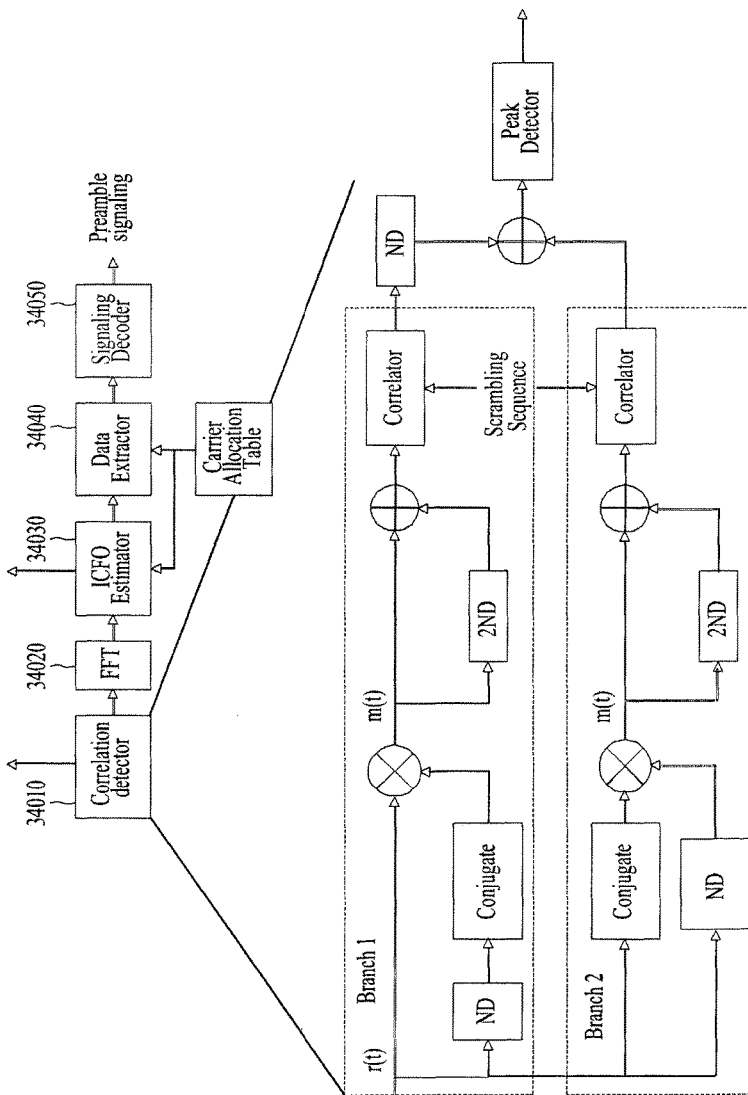 34010
Correlation
detector
34020
FFT
34030
ICFO
Estimator
34040
Data
Extractor
34050
Signaling
Decoder
Preamble
signaling
Carrier
Allocation
Table
r(t)
Branch 1
ND
Conjugate
m(t)
2ND
Correlator
ND
Scrambling
Sequence
Peak
Detector
Branch 2
Conjugate
ND
m(t)
2ND
Correlator